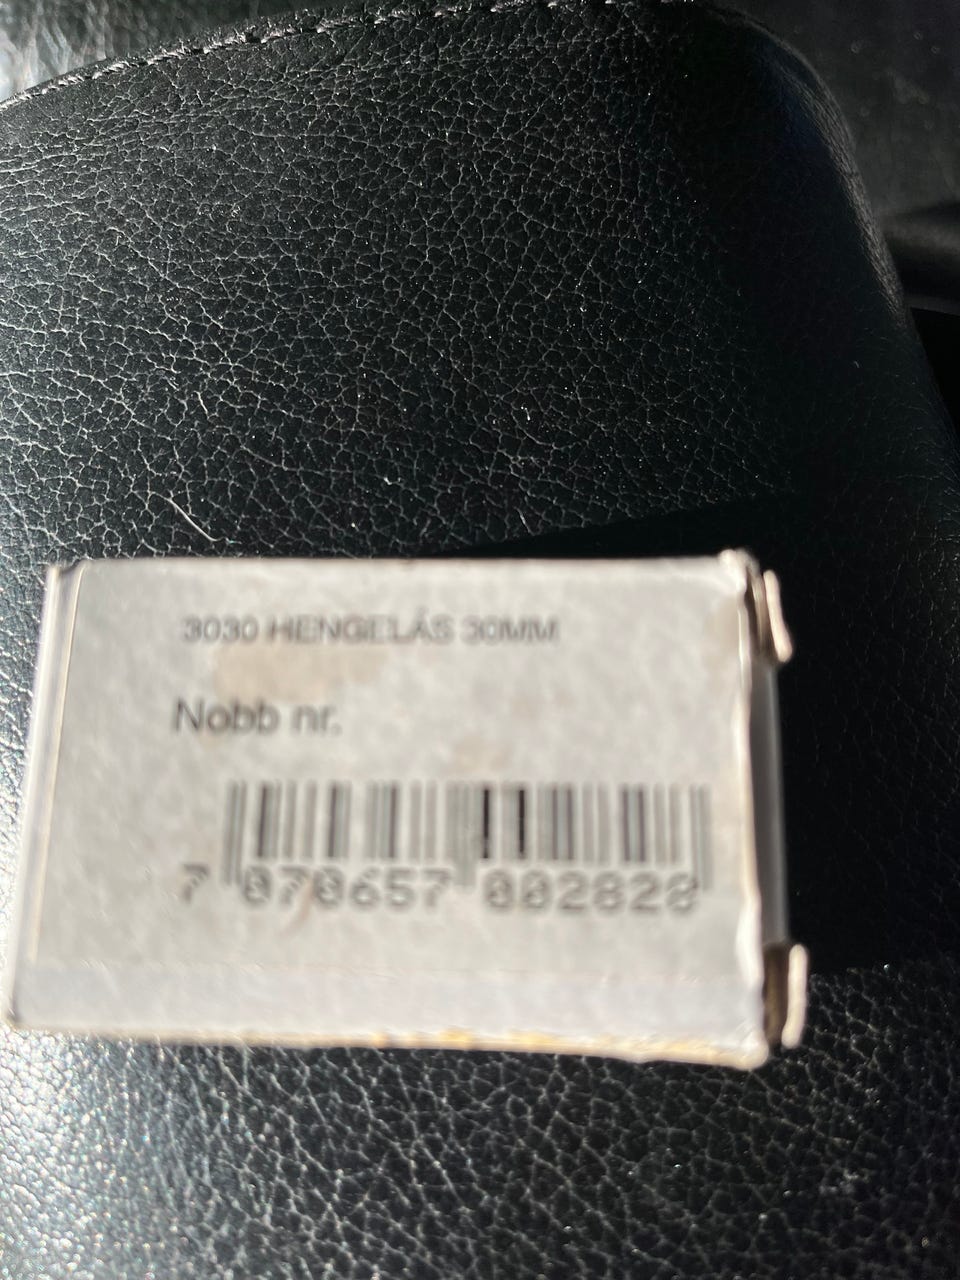 3030 HENGELÅS 30MM
Nobb nr.
7 070657 002828